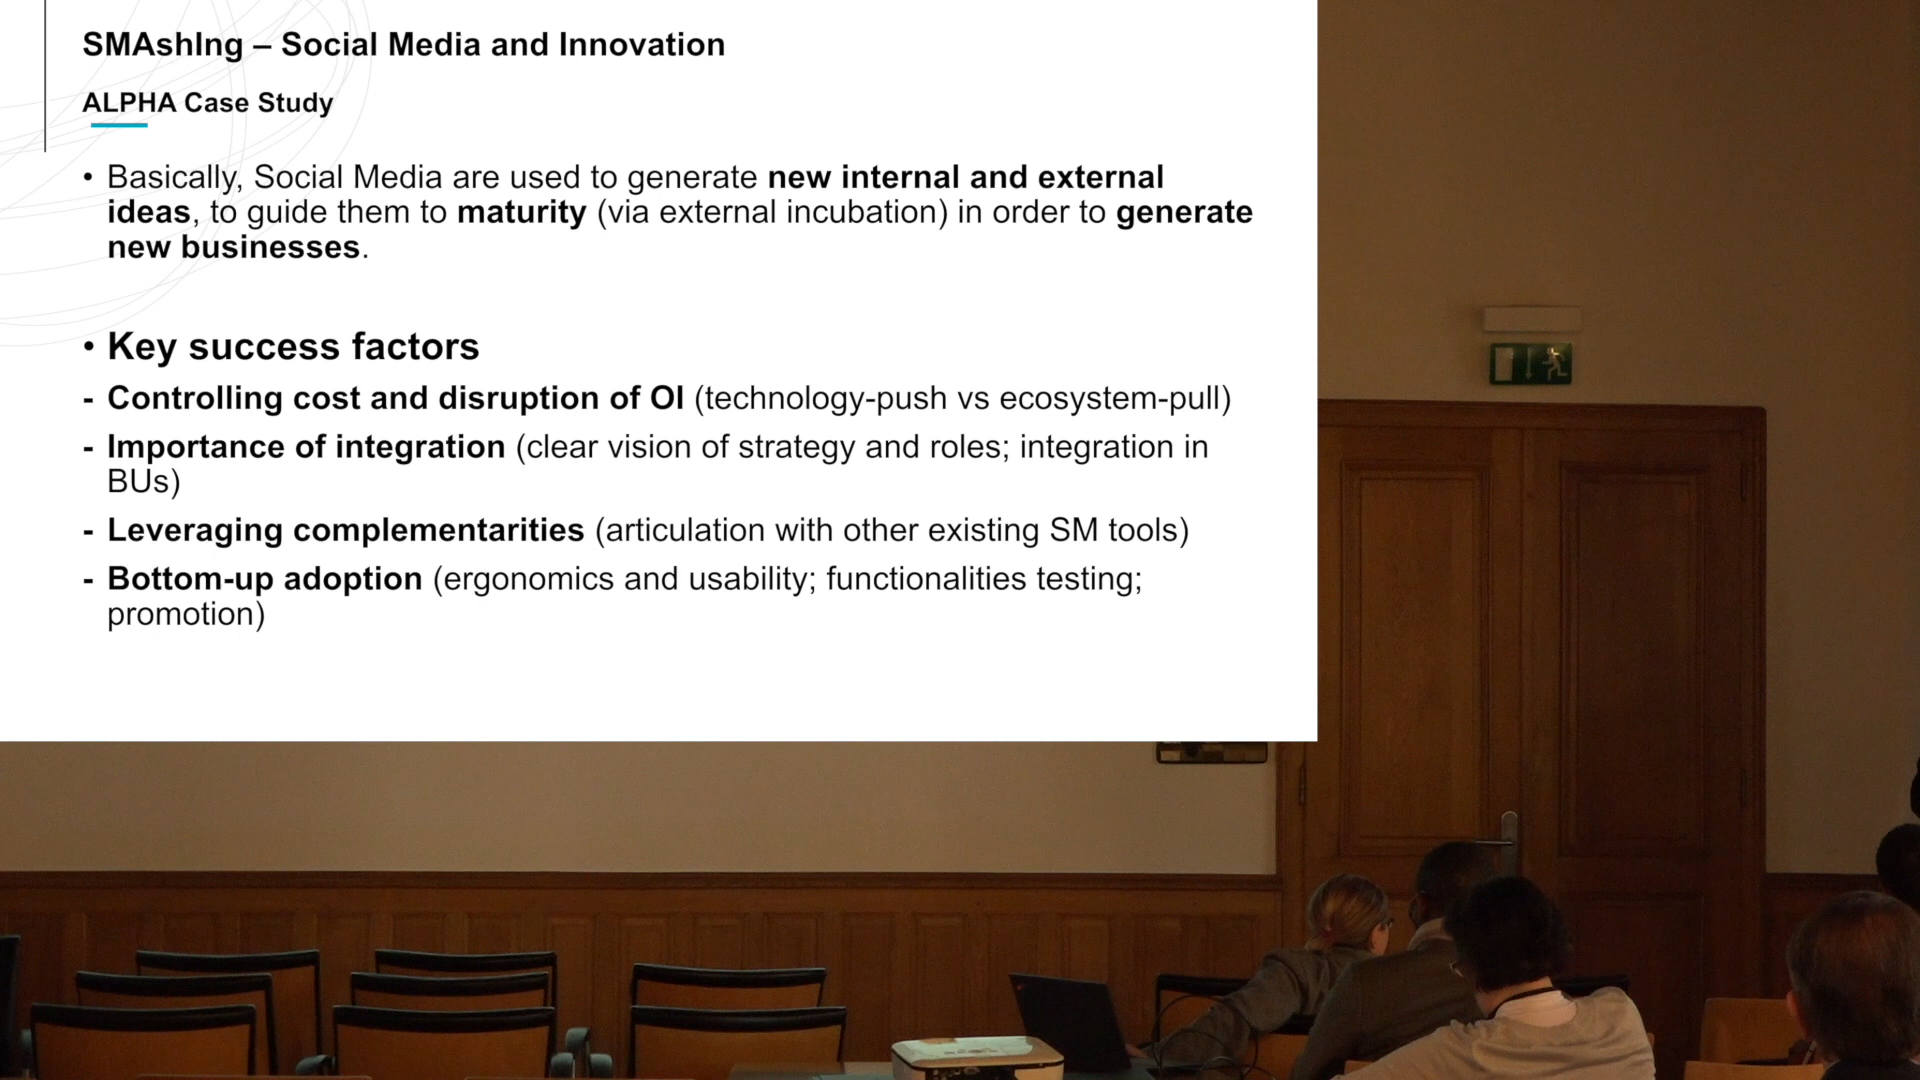 SMAshIng – Social Media and Innovation
ALPHA Case Study
• Basically, Social Media are used to generate new internal and external
ideas, to guide them to maturity (via external incubation) in order to generate
new businesses.
• Key success factors
- Controlling cost and disruption of OI (technology-push vs ecosystem-pull)
- Importance of integration (clear vision of strategy and roles; integration in
BUs)
- Leveraging complementarities (articulation with other existing SM tools)
- Bottom-up adoption (ergonomics and usability; functionalities testing;
promotion)